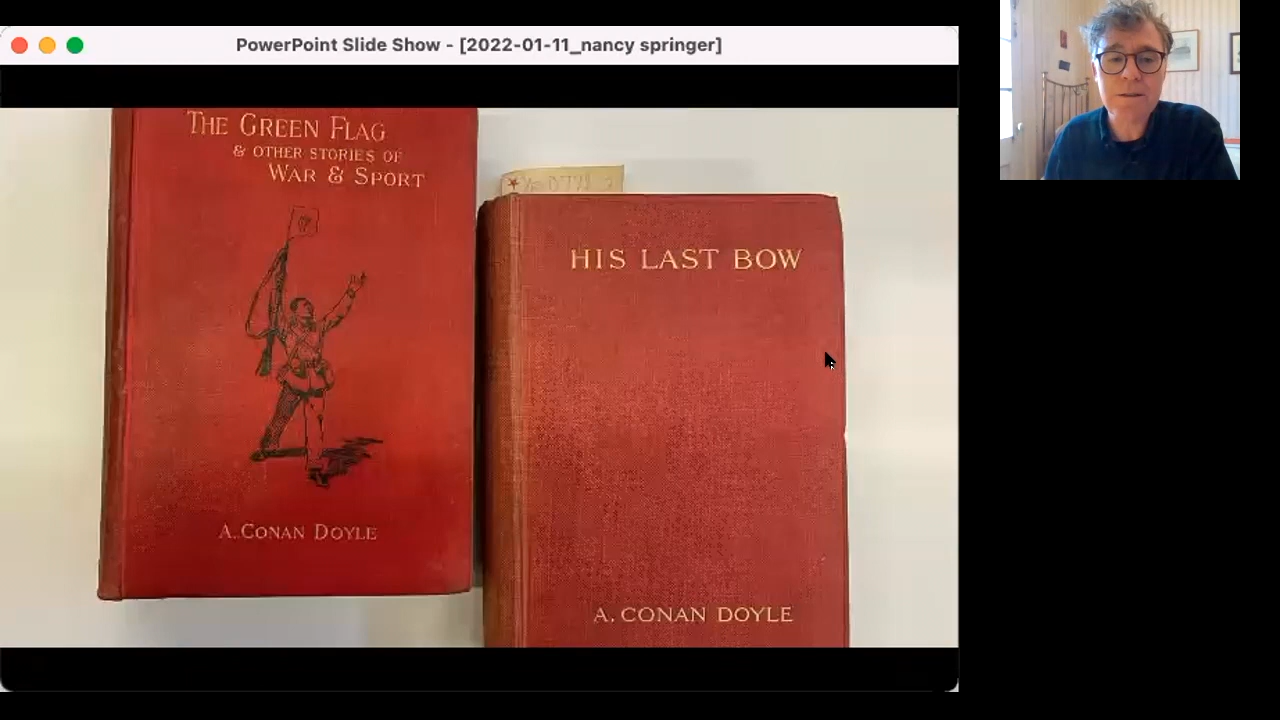 PowerPoint Slide Show - [2022-01-11_nancy springer]
THE GREEN FLAG
& OTHER STORIES OF
WAR & SPORT
A. CONAN DOYLE
HIS LAST BOW
A. CONAN DOYLE